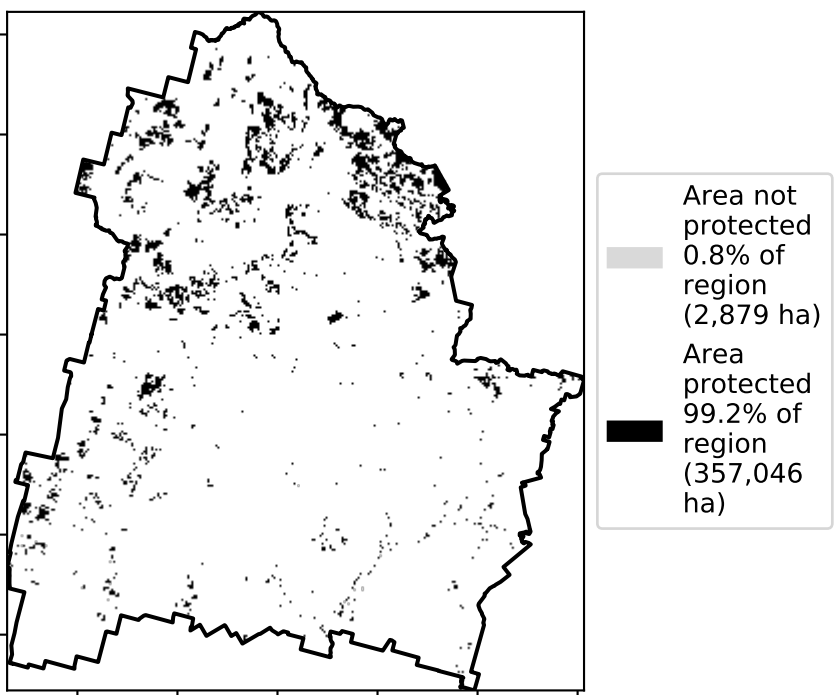 Area not
protected
0.8% of
region
(2,879 ha)
Area
protected
99.2% of
region
(357,046
ha)